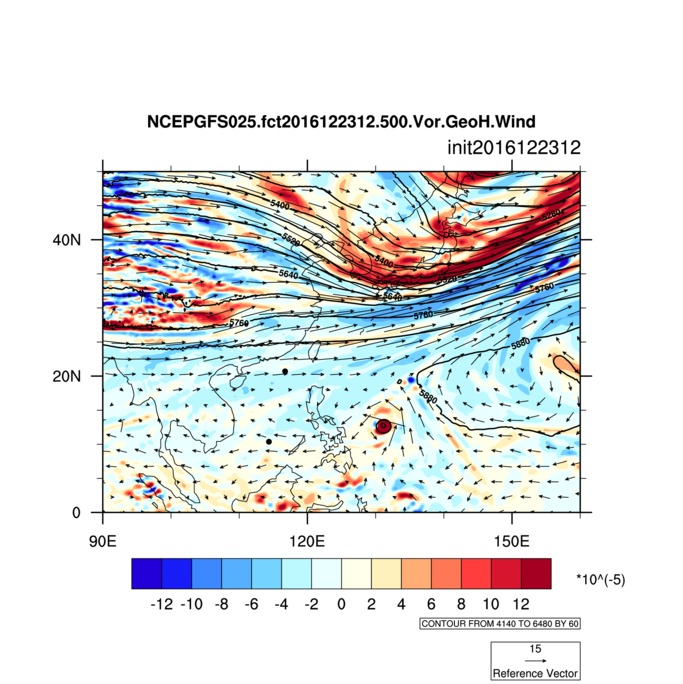 NCEPGFS025.fct2016122312.500.Vor.GeoH.Wind
init2016122312
5400
5520
5640
5760
5400
5520
5640
5760
5280
5760
5880
5880
40N
20N
0
90E 120E 150E
-12 -10 -8 -6 -4 -2 0 2 4 6 8 10 12
*10^(-5)
CONTOUR FROM 4140 TO 6480 BY 60
15
Reference Vector